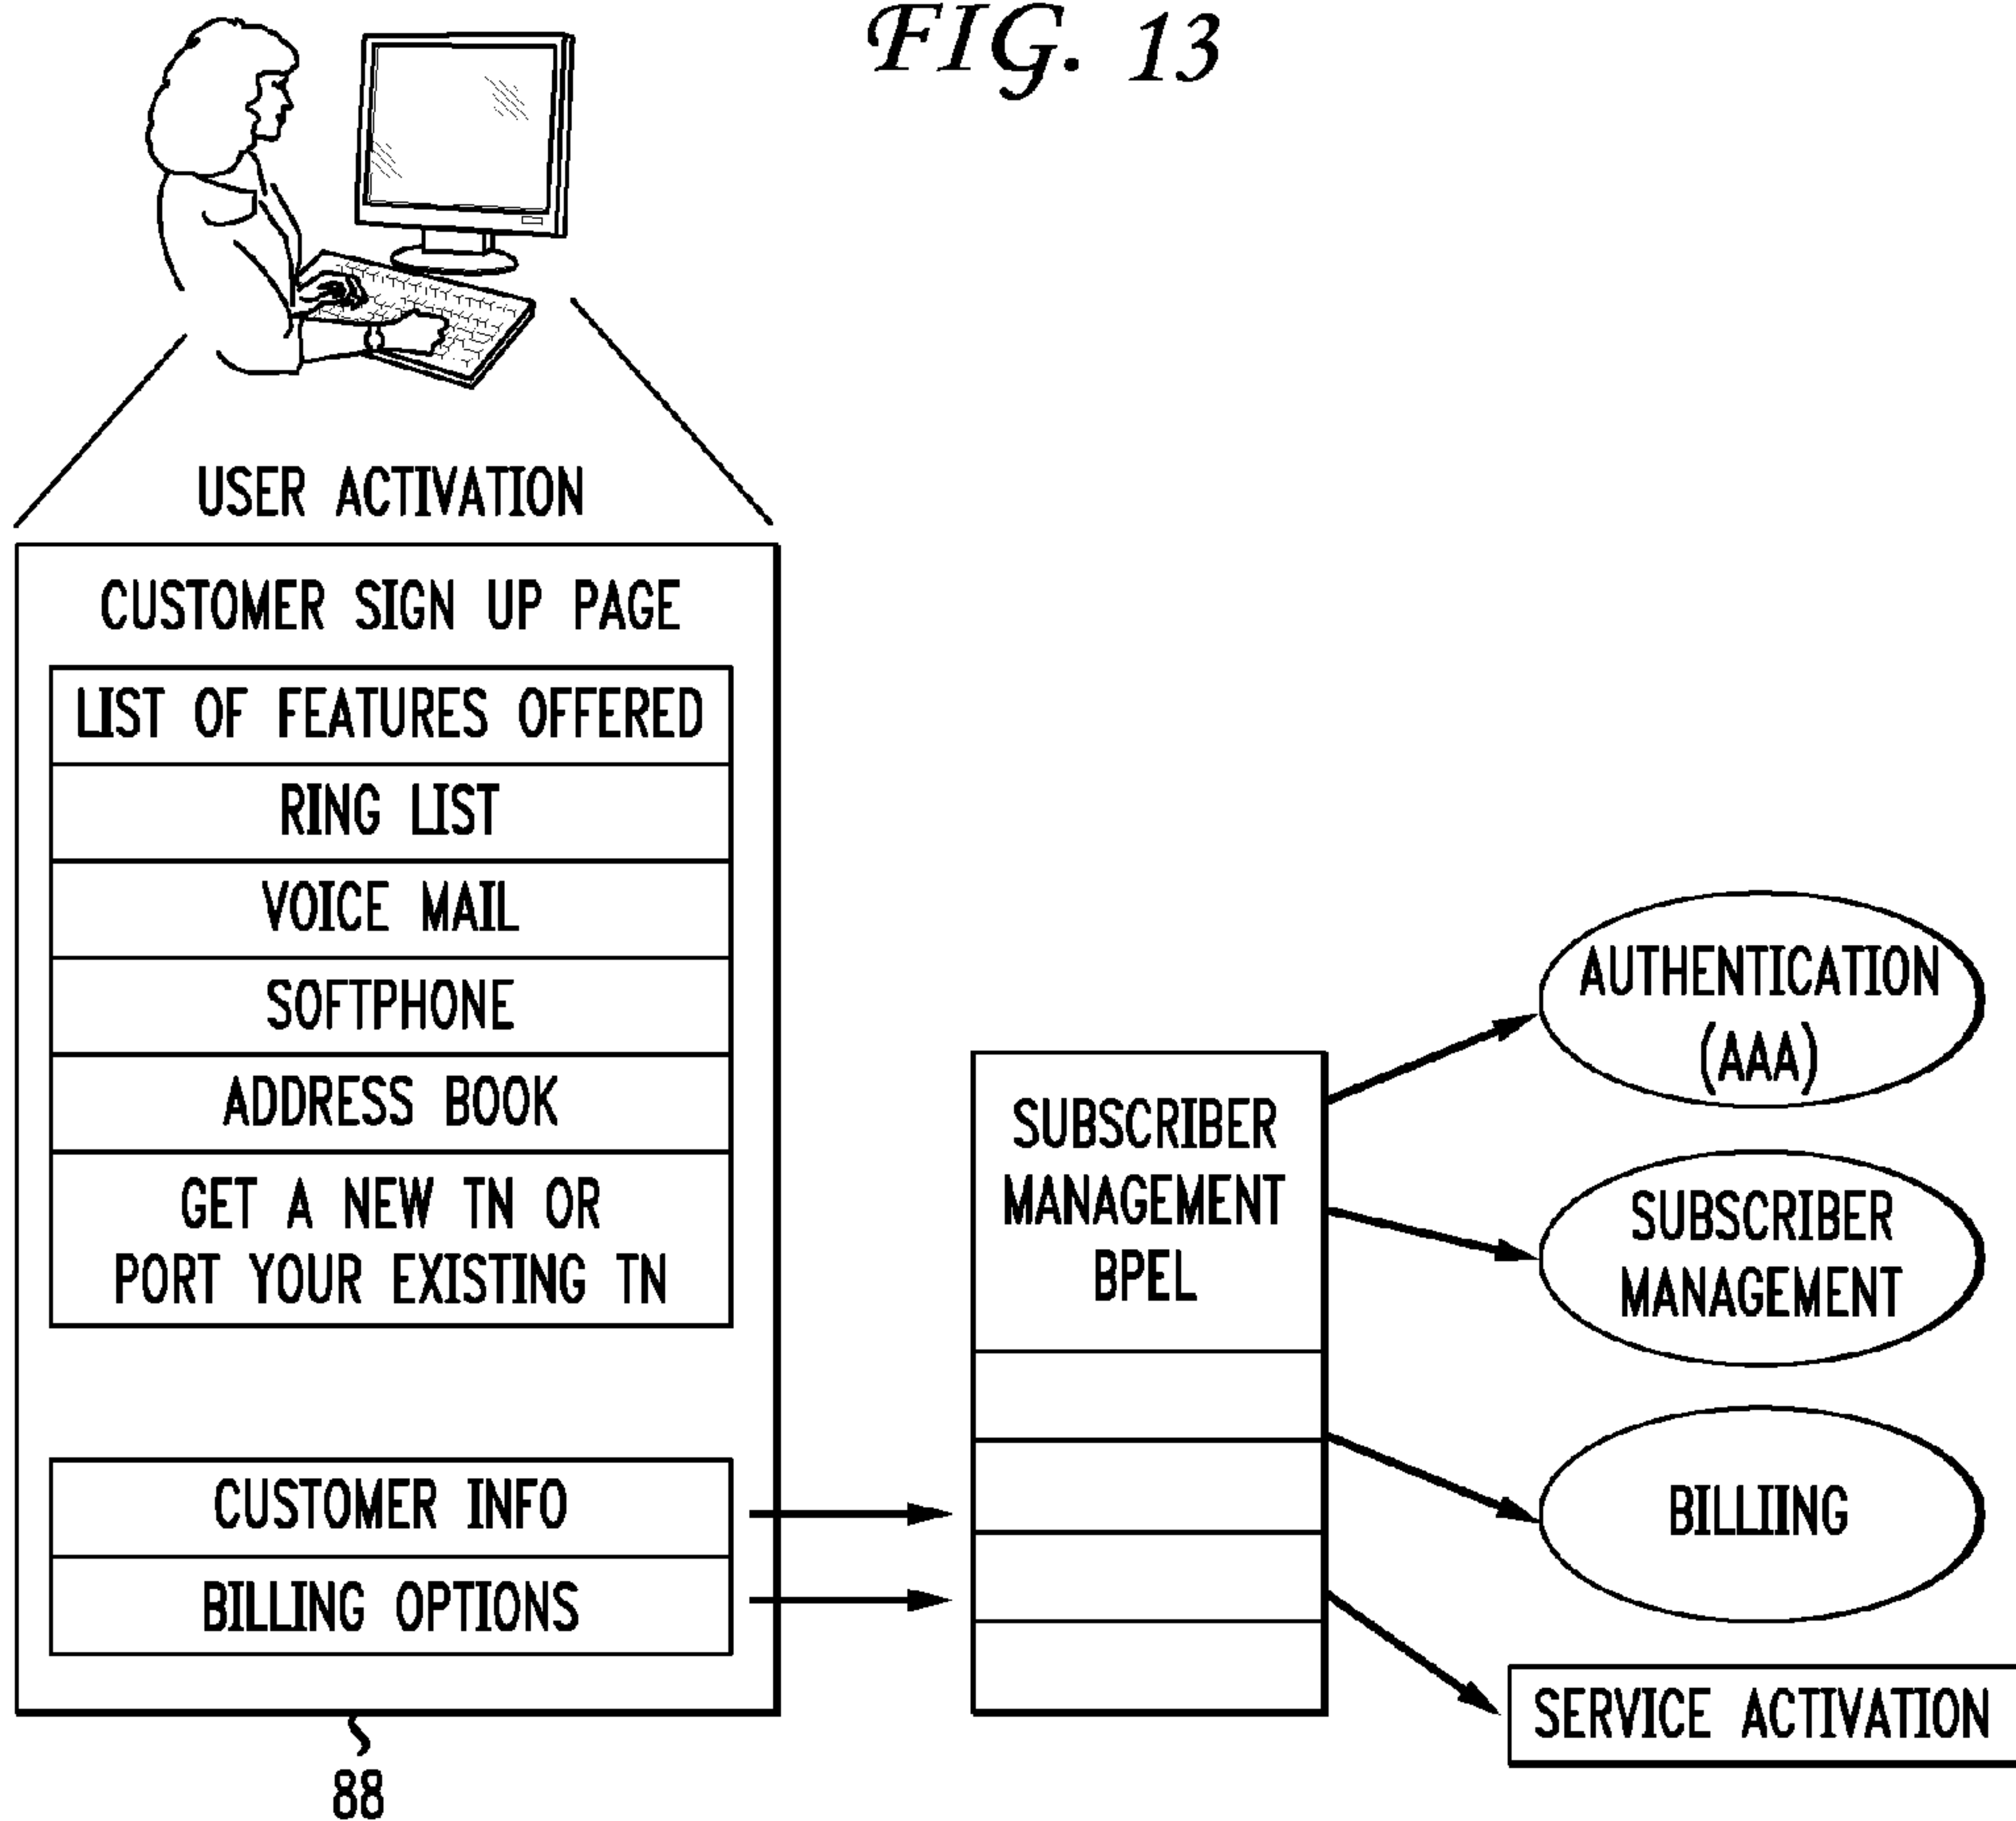 FIG. 13
USER ACTIVATION
CUSTOMER SIGN UP PAGE
LIST OF FEATURES OFFERED
RING LIST
VOICE MAIL
SOFTPHONE
ADDRESS BOOK
GET A NEW TN OR
PORT YOUR EXISTING TN
CUSTOMER INFO
BILLING OPTIONS
88
SUBSCRIBER
MANAGEMENT
BPEL
AUTHENTICATION
(AAA)
SUBSCRIBER
MANAGEMENT
BILLIING
SERVICE ACTIVATION